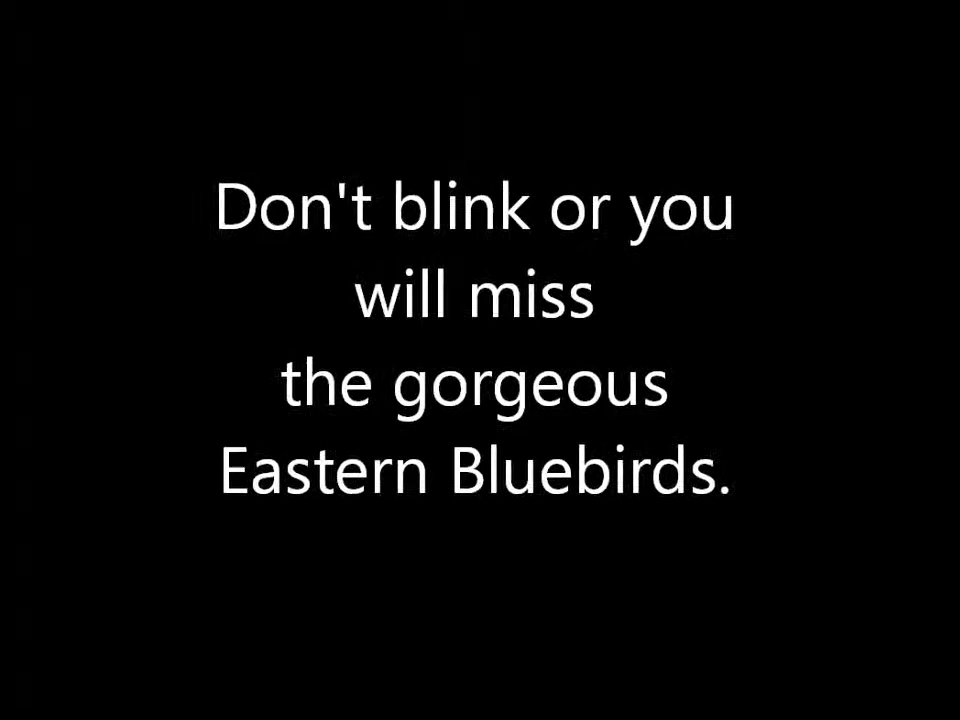 Don't blink or you
will miss
the gorgeous
Eastern Bluebirds.